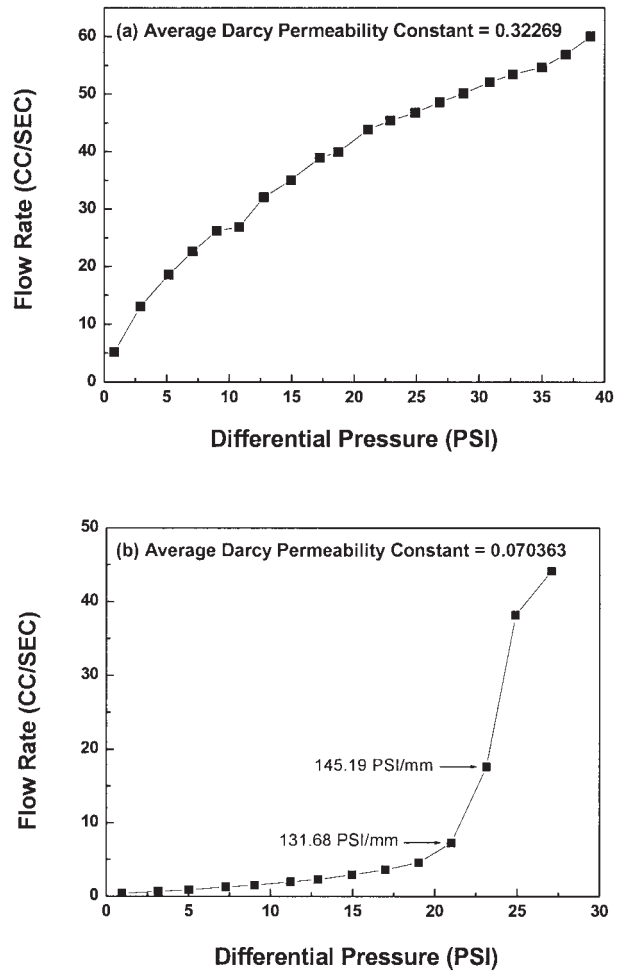 (a) Average Darcy Permeability Constant = 0.32269
60
50
40
30
20
10
0
Flow Rate (CC/SEC)
0 5 10 15 20 25 30 35 40
Differential Pressure (PSI)
(b) Average Darcy Permeability Constant = 0.070363
50
40
30
20
10
0
Flow Rate (CC/SEC)
145.19 PSI/mm
131.68 PSI/mm
0 5 10 15 20 25 30
Differential Pressure (PSI)